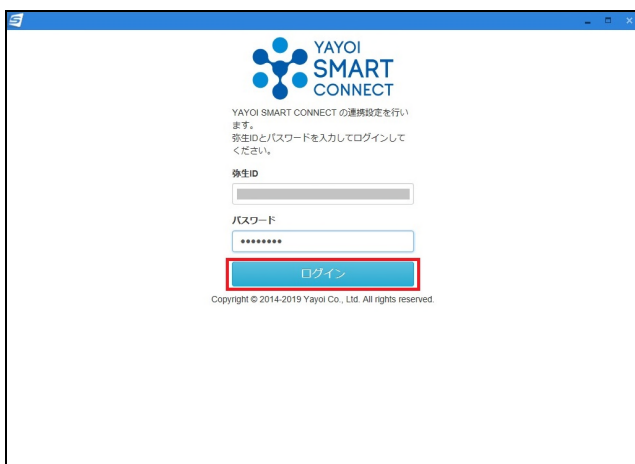 YAYOI
SMART
CONNECT
YAYOI SMART CONNECT の連携設定を行い
ます。
弥生IDとパスワードを入力してログインして
ください。
弥生ID
パスワード
ログイン
Copyright © 2014-2019 Yayoi Co., Ltd. All rights reserved.